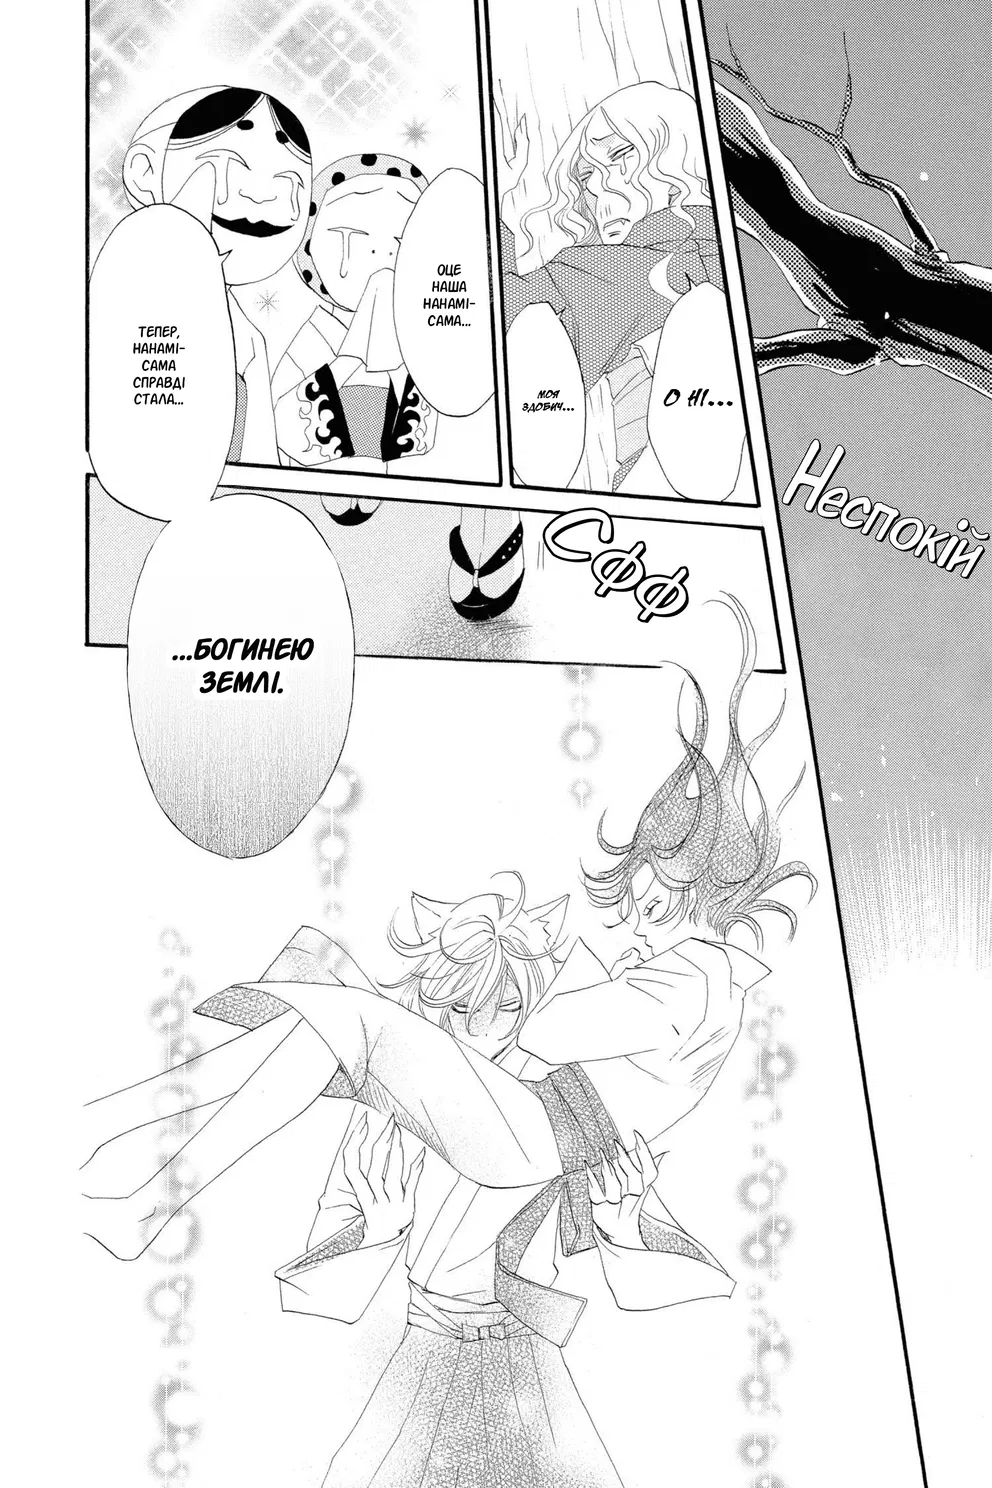 Неспокій
О НІ...
МОЯ
ЗДОБИЧ...
ОЦЕ
НАША
НАНАМІ-
САМА...
ТЕПЕР,
НАНАМІ-
САМА
СПРАВДІ
СТАЛА...
...БОГИНЕЮ
ЗЕМЛІ.
Сфф